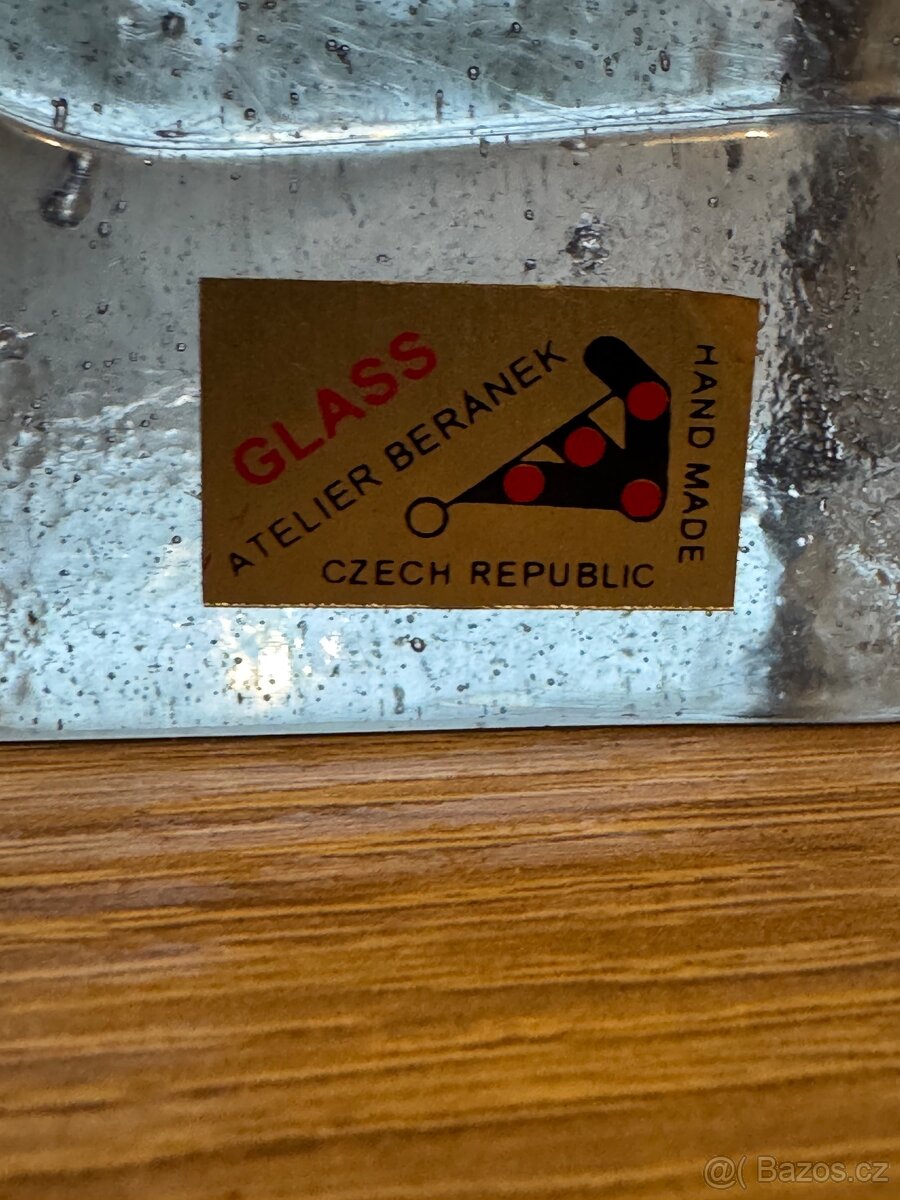 GLASS
ATELIER BERÁNEK
HAND MADE
CZECH REPUBLIC
@( Bazos.cz